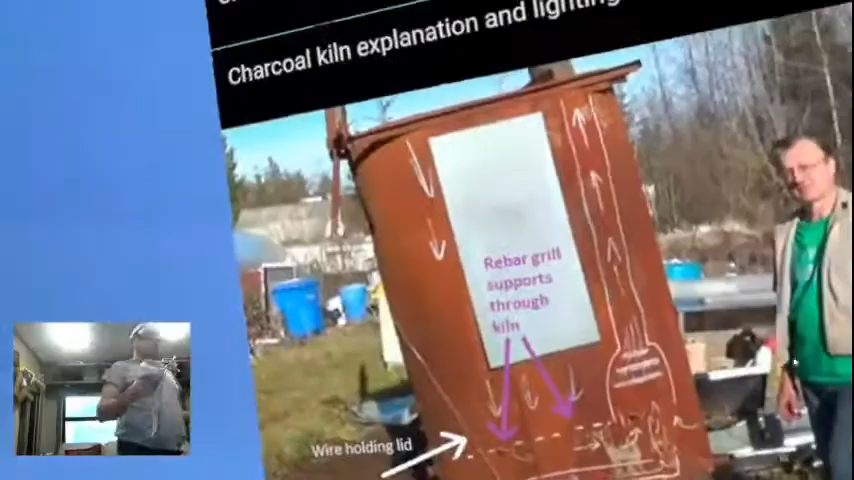 Charcoal kiln explanation and lighting
Rebar grill
supports
through
kiln
Wire holding lid